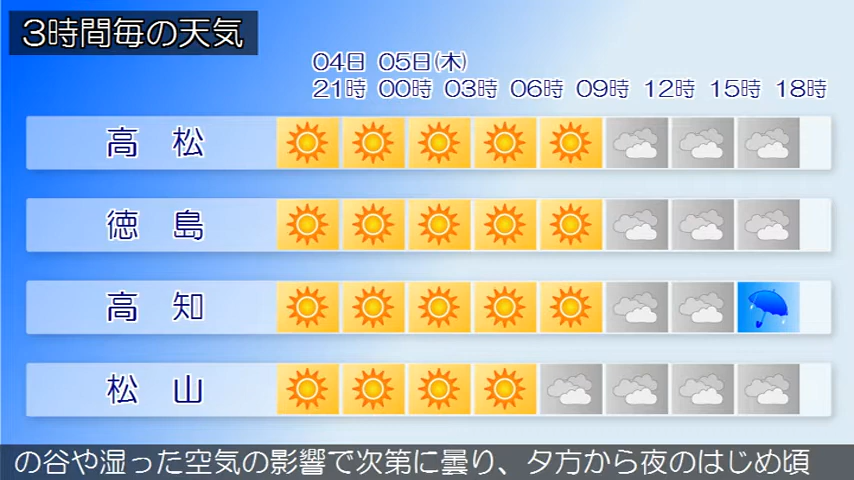 3時間毎の天気
04日 05日(木)
21時 00時 03時 06時 09時 12時 15時 18時
高 松
徳 島
高 知
松 山
の谷や湿った空気の影響で次第に曇り、夕方から夜のはじめ頃